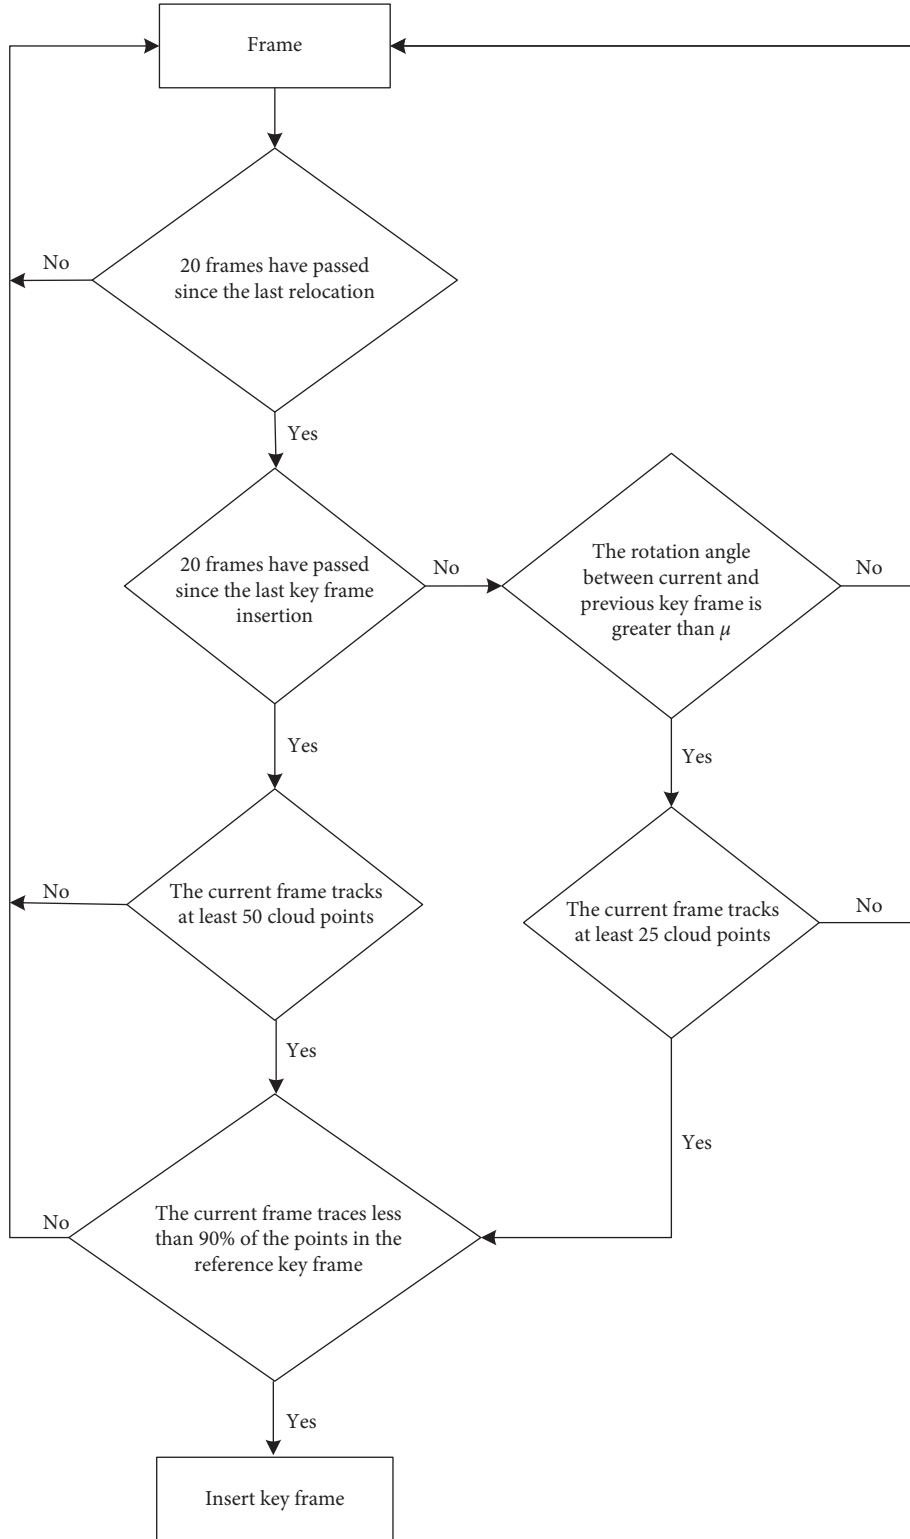 Frame
20 frames have passed
since the last relocation
No
Yes
20 frames have passed
since the last key frame
insertion
No
The rotation angle
between current and
previous key frame is
greater than μ
No
Yes
Yes
The current frame tracks
at least 50 cloud points
No
The current frame tracks
at least 25 cloud points
No
Yes
Yes
The current frame traces less
than 90% of the points in the
reference key frame
No
Yes
Insert key frame